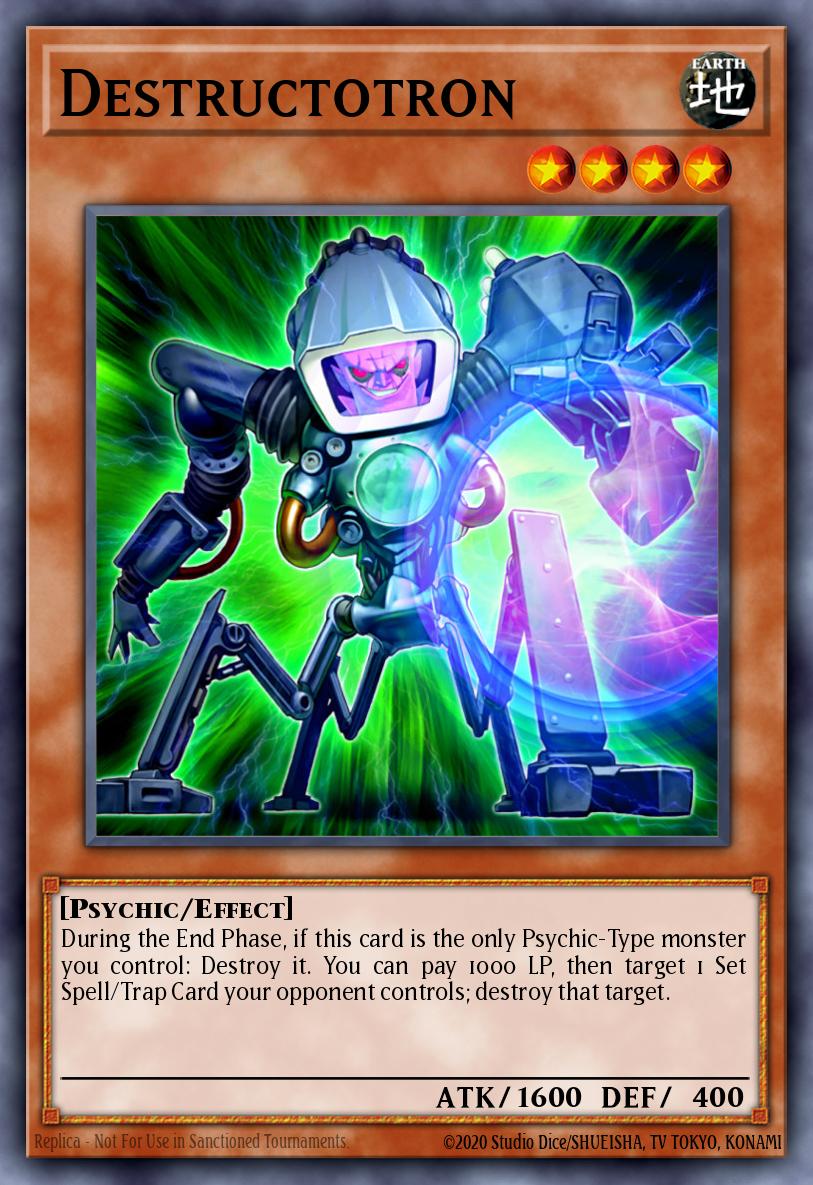 Destructotron
EARTH
地
[Psychic/Effect]
During the End Phase, if this card is the only Psychic-Type monster
you control: Destroy it. You can pay 1000 LP, then target 1 Set
Spell/Trap Card your opponent controls; destroy that target.
ATK/1600 DEF/ 400
Replica - Not For Use in Sanctioned Tournaments.
©2020 Studio Dice/SHUEISHA, TV TOKYO, KONAMI